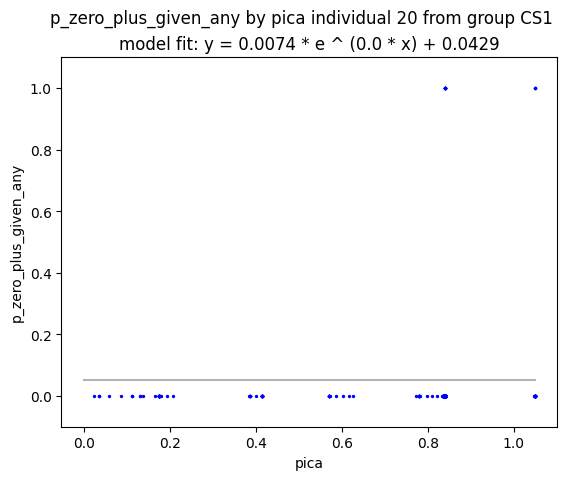 p_zero_plus_given_any by pica individual 20 from group CS1
model fit: y = 0.0074 * e ^ (0.0 * x) + 0.0429
1.0
0.8
0.6
0.4
0.2
0.0
p_zero_plus_given_any
0.0 0.2 0.4 0.6 0.8 1.0
pica